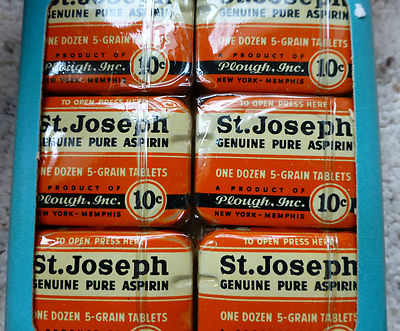 St. Joseph
GENUINE PURE ASPIRIN
ONE DOZEN 5-GRAIN TABLETS
A PRODUCT OF
Plough, Inc.
NEW YORK - MEMPHIS
10¢
St. Joseph
GENUINE PURE ASPIRIN
ONE DOZEN 5-GRAIN TABLETS
A PRODUCT OF
Plough, Inc.
NEW YORK - MEMPHIS
10¢
TO OPEN PRESS HERE
St. Joseph
GENUINE PURE ASPIRIN
ONE DOZEN 5-GRAIN TABLETS
A PRODUCT OF
Plough, Inc.
NEW YORK - MEMPHIS
10¢
TO OPEN PRESS HERE
St. Joseph
GENUINE PURE ASPIRIN
ONE DOZEN 5-GRAIN TABLETS
A PRODUCT OF
Plough, Inc.
NEW YORK - MEMPHIS
10¢
TO OPEN PRESS HERE
St. Joseph
GENUINE PURE ASPIRIN
ONE DOZEN 5-GRAIN TABLETS
TO OPEN PRESS HERE
St. Joseph
GENUINE PURE ASPIRIN
ONE DOZEN 5-GRAIN TABLETS